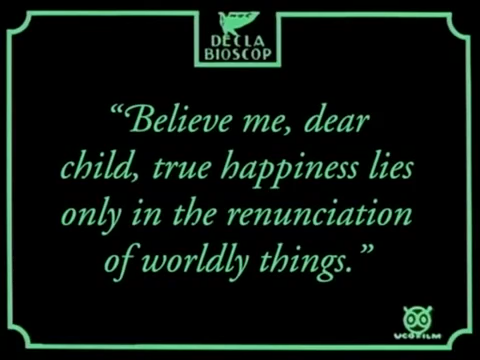 DECLA
BIOSCOP
“Believe me, dear
child, true happiness lies
only in the renunciation
of worldly things.”
UCOFILM